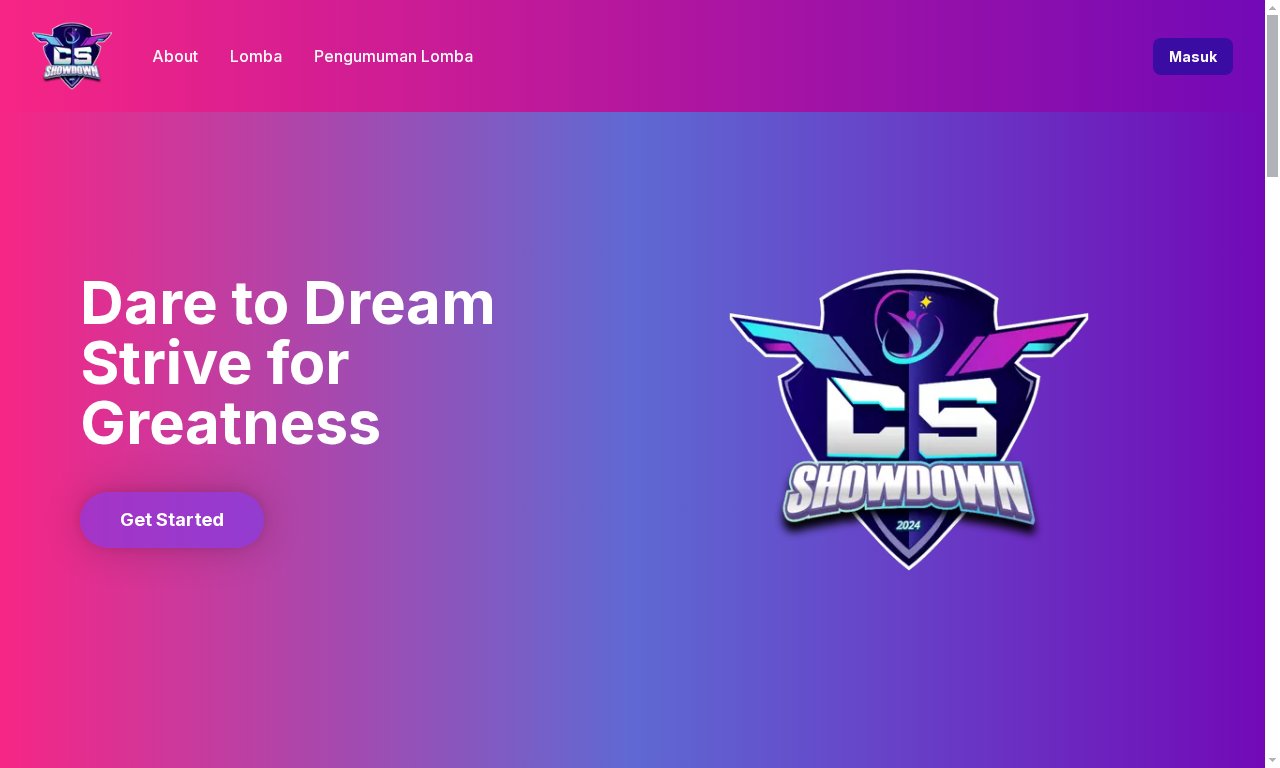 CS
SHOWDOWN
About
Lomba
Pengumuman Lomba
Masuk
Dare to Dream
Strive for
Greatness
Get Started
CS
SHOWDOWN
2024